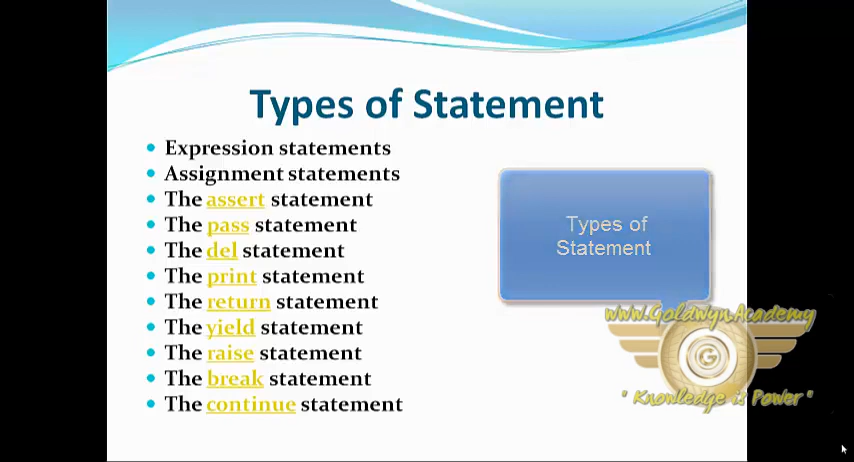 Types of Statement
Expression statements
Assignment statements
The assert statement
The pass statement
The del statement
The print statement
The return statement
The yield statement
The raise statement
The break statement
The continue statement
Types of
Statement
www.Goldwyn.Academy
G
" Knowledge is Power "